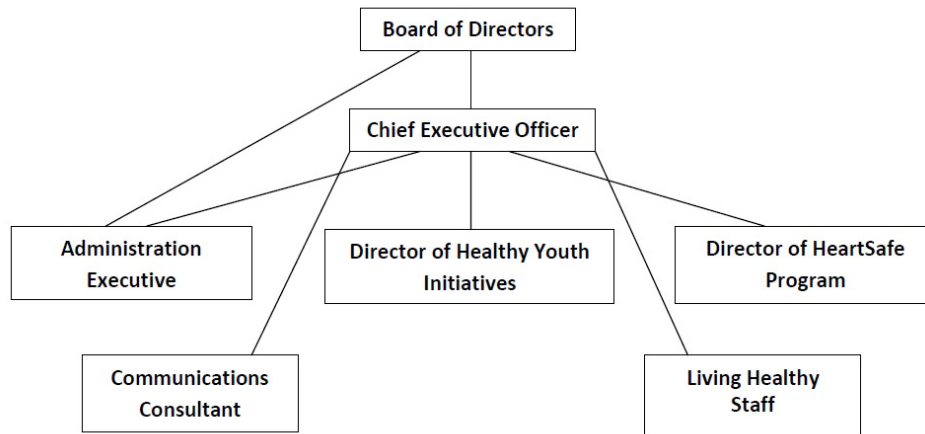 Board of Directors
Chief Executive Officer
Administration
Executive
Director of Healthy Youth
Initiatives
Director of HeartSafe
Program
Communications
Consultant
Living Healthy
Staff